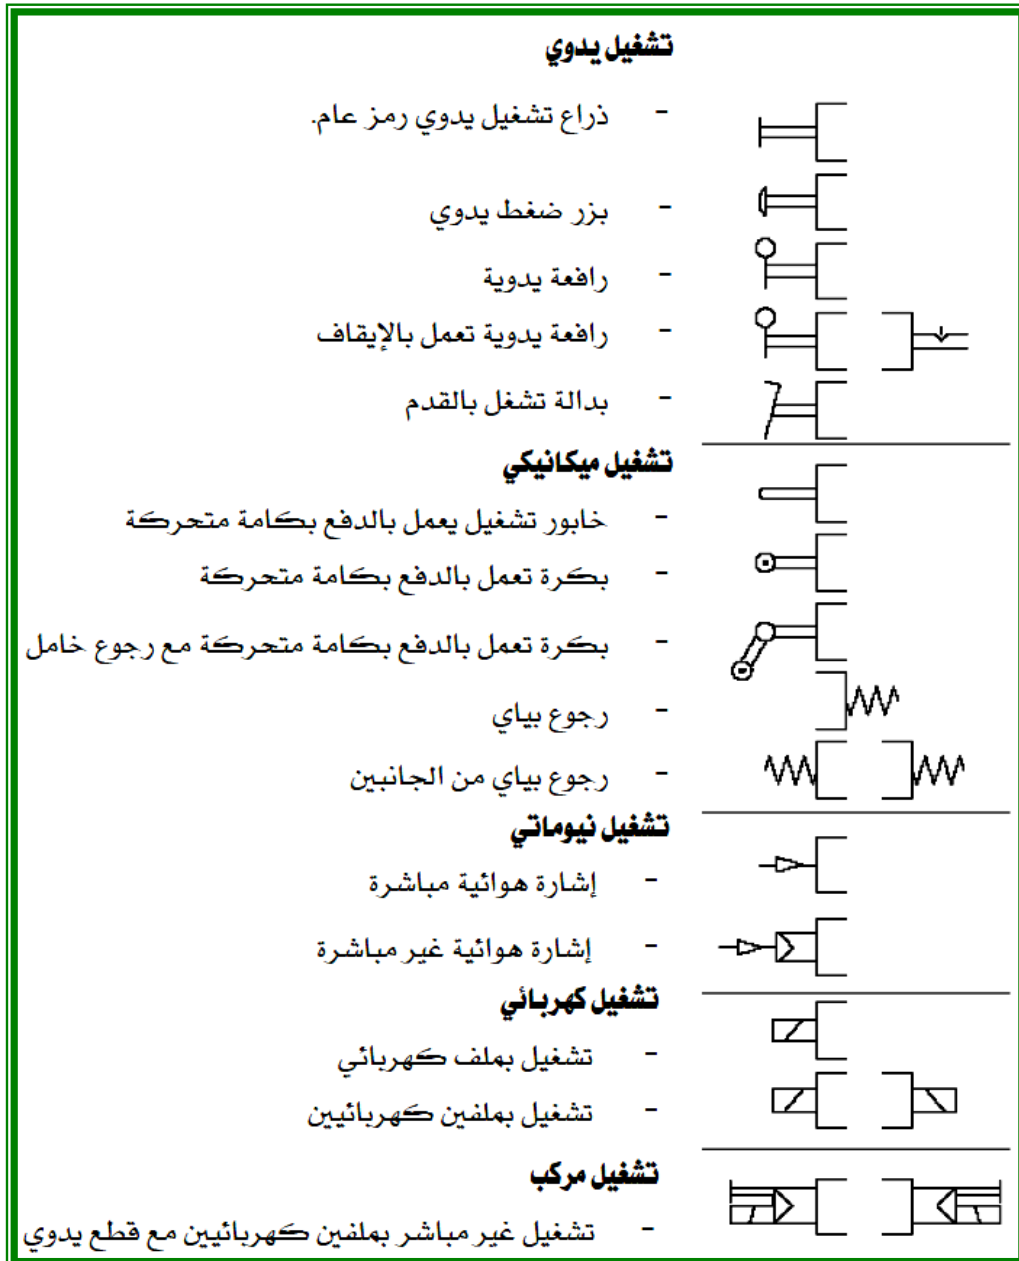 تشغيل يدوي
- ذراع تشغيل يدوي رمز عام.
- بزر ضغط يدوي
- رافعة يدوية
- رافعة يدوية تعمل بالإيقاف
- بدالة تشغل بالقدم
تشغيل ميكانيكي
- خابور تشغيل يعمل بالدفع بكامة متحركة
- بكرة تعمل بالدفع بكامة متحركة
- بكرة تعمل بالدفع بكامة متحركة مع رجوع خامل
- رجوع بياي
- رجوع بياي من الجانبين
تشغيل نيوماتي
- إشارة هوائية مباشرة
- إشارة هوائية غير مباشرة
تشغيل كهربائي
- تشغيل بملف كهربائي
- تشغيل بملفين كهربائيين
تشغيل مركب
- تشغيل غير مباشر بملفين كهربائيين مع قطع يدوي